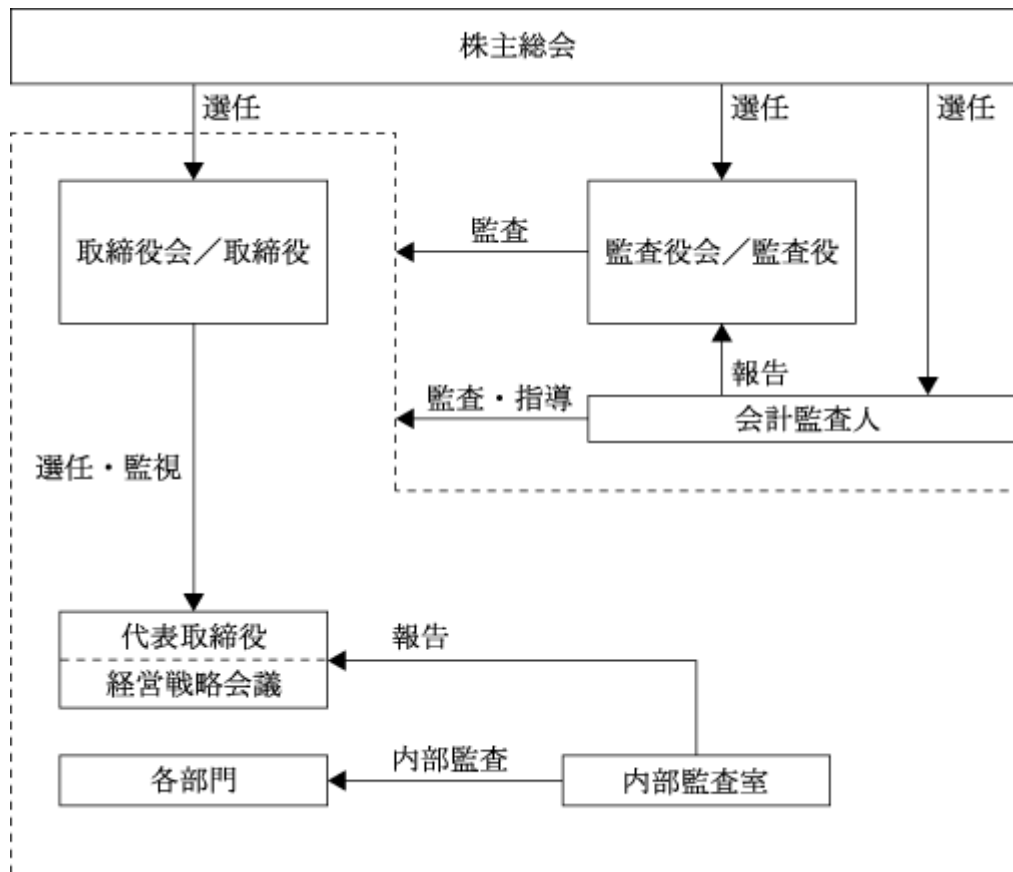 株主総会
選任
選任
選任
取締役会／取締役
監査
監査役会／監査役
報告
監査・指導
会計監査人
選任・監視
代表取締役
報告
経営戦略会議
内部監査
各部門
内部監査室